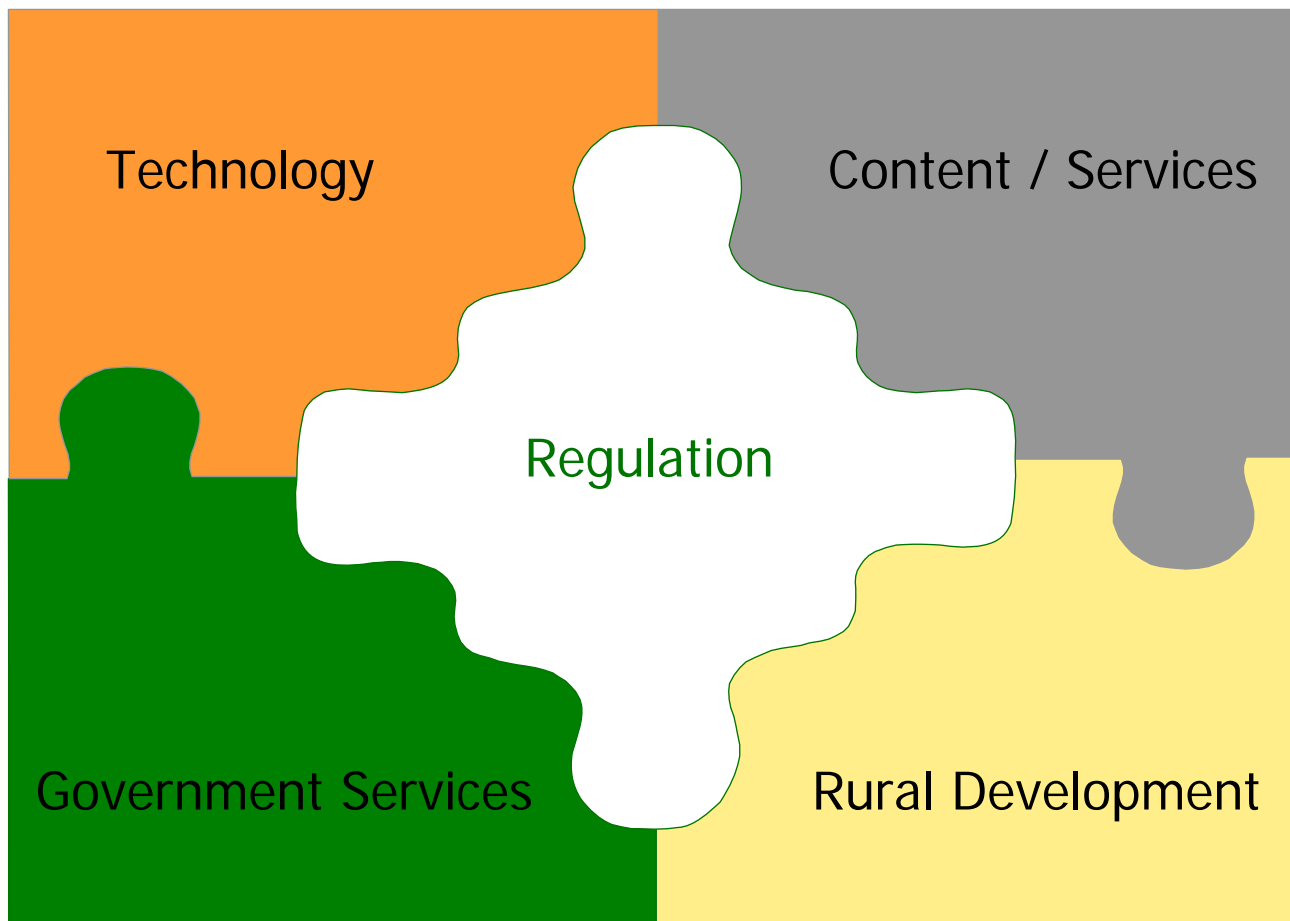 Technology
Content / Services
Regulation
Government Services
Rural Development